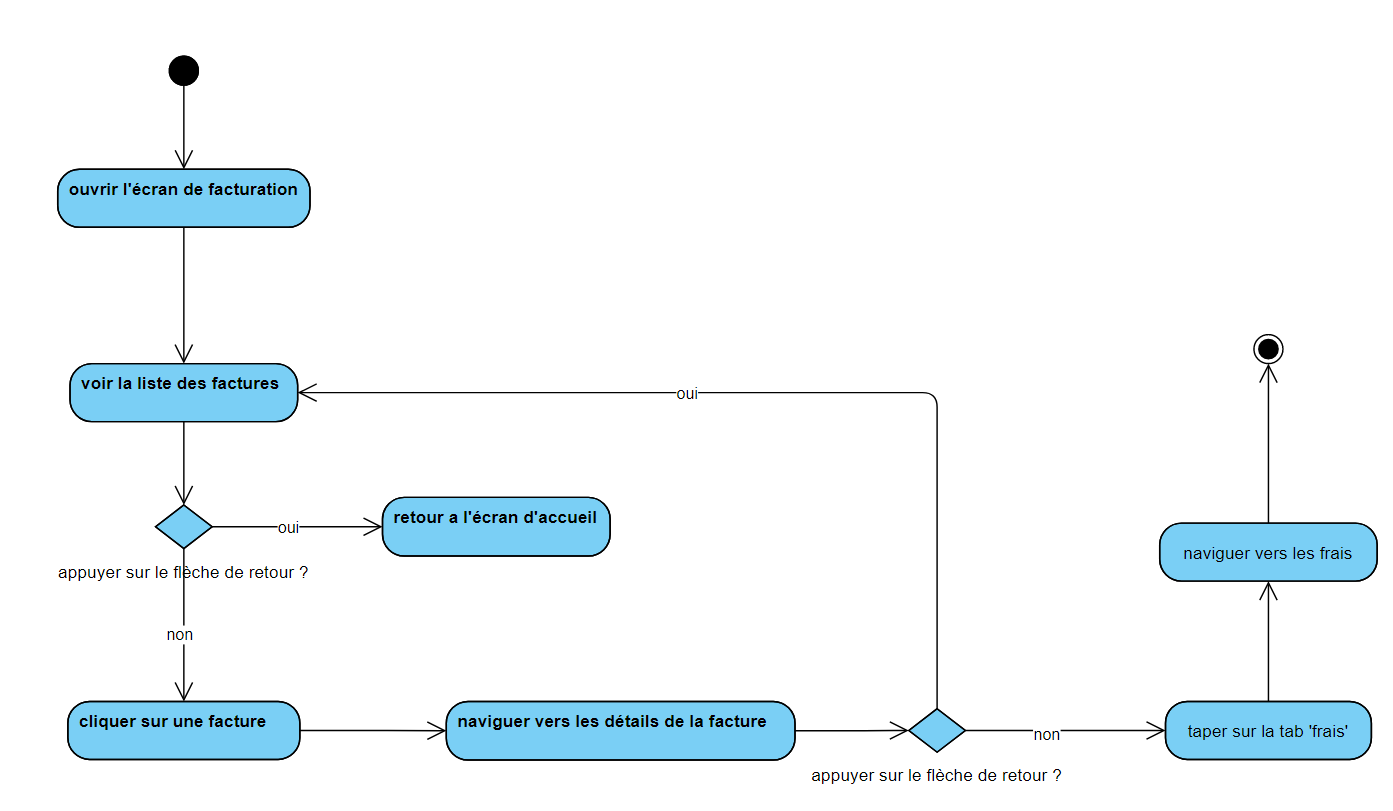 ouvrir l'écran de facturation
voir la liste des factures
oui
oui
retour a l'écran d'accueil
appuyer sur le flèche de retour ?
non
cliquer sur une facture
naviguer vers les détails de la facture
appuyer sur le flèche de retour ?
non
taper sur la tab 'frais'
naviguer vers les frais